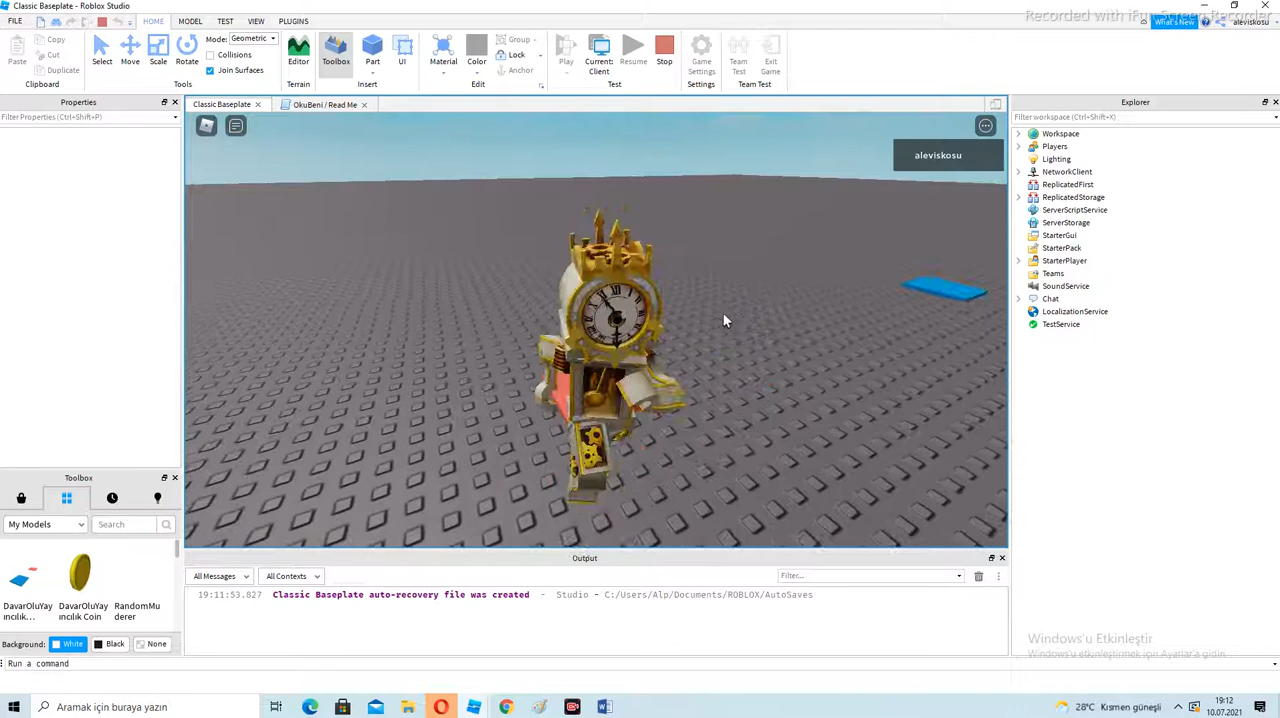 Classic Baseplate - Roblox Studio
Recorded with iFun Screen Recorder
FILE HOME MODEL TEST VIEW PLUGINS What's New aleviskosu
Paste Copy Cut Duplicate Select Move Scale Rotate Mode: Geometric Collisions Join Surfaces Editor Toolbox Part UI Material Color Group Lock Anchor Play Current: Client Resume Stop Game Settings Team Test Exit Game
Clipboard Tools Terrain Insert Edit Test Settings Team Test
Properties
Filter Properties (Ctrl+Shift+P)
Classic Baseplate OkuBeni / Read Me
aleviskosu
Explorer
Filter workspace (Ctrl+Shift+X)
Workspace
Players
Lighting
NetworkClient
ReplicatedFirst
ReplicatedStorage
ServerScriptService
ServerStorage
StarterGui
StarterPack
StarterPlayer
Teams
SoundService
Chat
LocalizationService
TestService
Toolbox
My Models Search
DavarOluYayıncılık...
DavarOluYayıncılık Coin
RandomMurderer
Background: White Black None
Output
All Messages All Contexts Filter...
19:11:53.827 Classic Baseplate auto-recovery file was created - Studio - C:/Users/Alp/Documents/ROBLOX/AutoSaves
Run a command
Windows'u Etkinleştir
Windows'u etkinleştirmek için Ayarlar'a gidin.
Aramak için buraya yazın
28°C Kısmen güneşli
19:12
10.07.2021